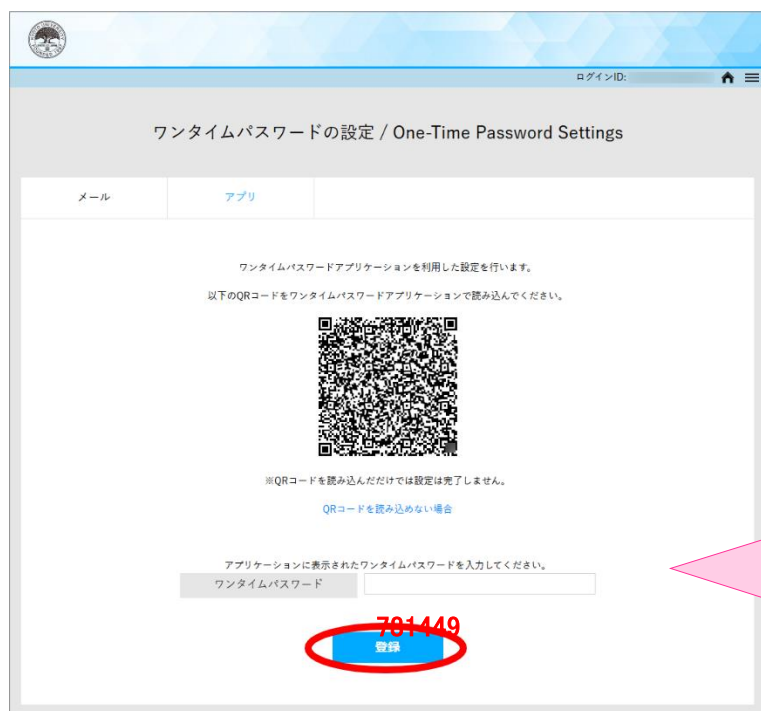 ログインID:
ワンタイムパスワードの設定 / One-Time Password Settings
メール
アプリ
ワンタイムパスワードアプリケーションを利用した設定を行います。
以下のQRコードをワンタイムパスワードアプリケーションで読み込んでください。
※QRコードを読み込んだだけでは設定は完了しません。
QRコードを読み込めない場合
アプリケーションに表示されたワンタイムパスワードを入力してください。
ワンタイムパスワード
781449
登録